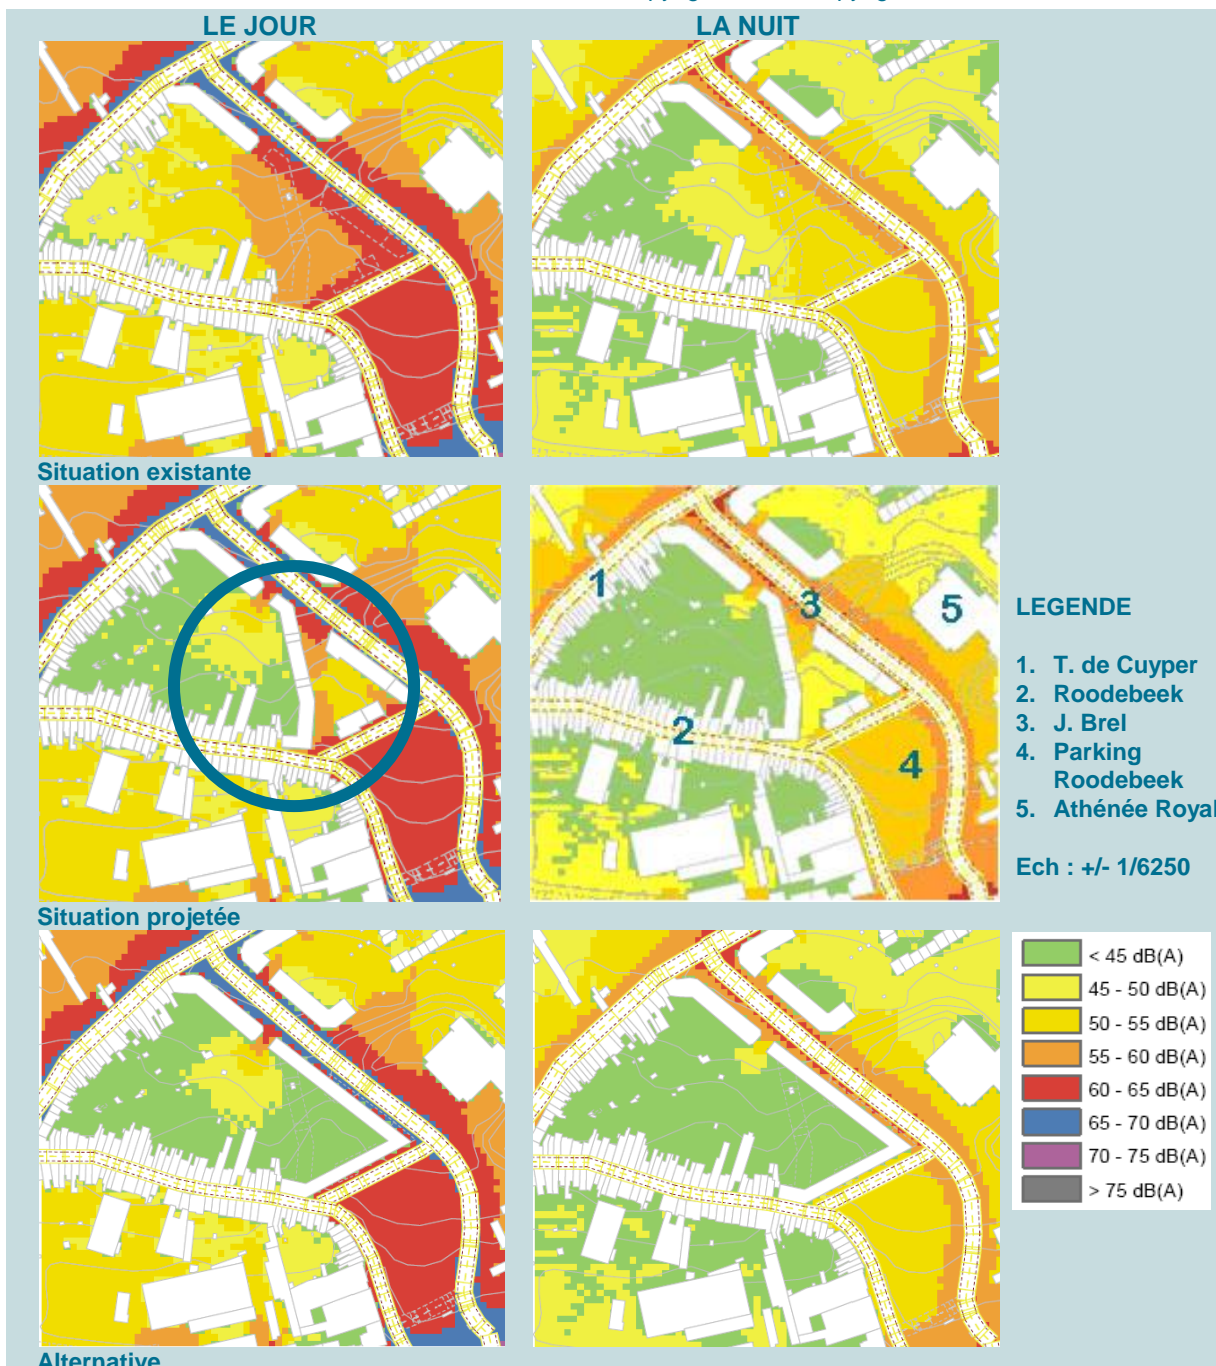 LE JOUR
LA NUIT
Situation existante
1
2
3
4
5
LEGENDE
1. T. de Cuyper
2. Roodebeek
3. J. Brel
4. Parking
Roodebeek
5. Athénée Royal
Ech : +/- 1/6250
Situation projetée
< 45 dB(A)
45 - 50 dB(A)
50 - 55 dB(A)
55 - 60 dB(A)
60 - 65 dB(A)
65 - 70 dB(A)
70 - 75 dB(A)
> 75 dB(A)
Alternative